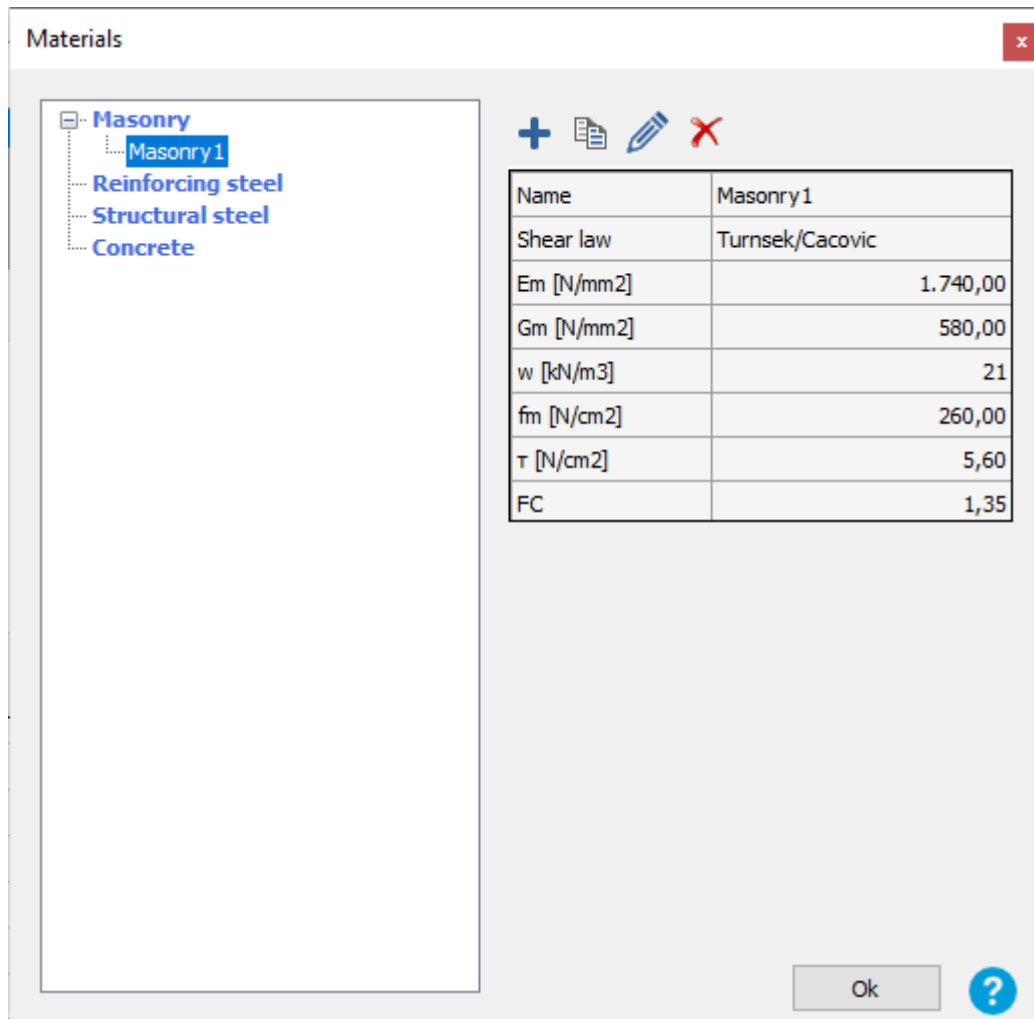 Materials
x
Masonry
Masonry1
Reinforcing steel
Structural steel
Concrete
Name Masonry1
Shear law Turnsek/Cacovic
Em [N/mm2] 1.740,00
Gm [N/mm2] 580,00
w [kN/m3] 21
fm [N/cm2] 260,00
τ [N/cm2] 5,60
FC 1,35
Ok
?